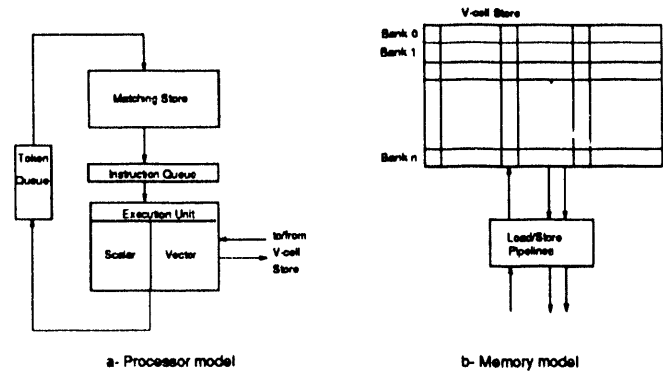 Matching Store
Token
Queue
Instruction Queue
Execution Unit
Scalar
Vector
to/from
V-cell
Store
a- Processor model
V-cell Store
Bank 0
Bank 1
Bank n
Load/Store
Pipelines
b- Memory model